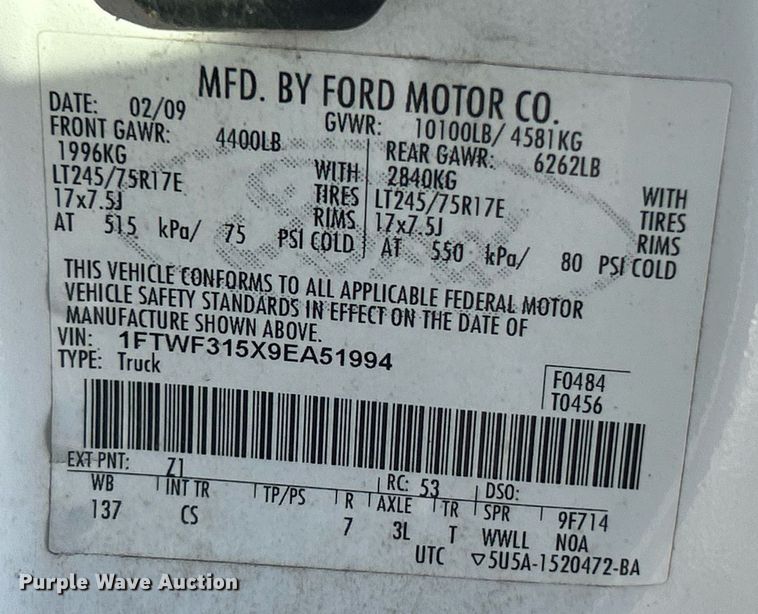 MFD. BY FORD MOTOR CO.
DATE: 02/09 GVWR: 10100LB/ 4581KG
FRONT GAWR: 4400LB REAR GAWR: 6262LB
1996KG WITH 2840KG WITH
LT245/75R17E TIRES LT245/75R17E TIRES
17x7.5J RIMS 17x7.5J RIMS
AT 515 kPa/ 75 PSI COLD AT 550 kPa/ 80 PSI COLD
THIS VEHICLE CONFORMS TO ALL APPLICABLE FEDERAL MOTOR
VEHICLE SAFETY STANDARDS IN EFFECT ON THE DATE OF
MANUFACTURE SHOWN ABOVE.
VIN: 1FTWF315X9EA51994
TYPE: Truck
F0484
T0456
EXT PNT: Z1 RC: 53 DSO:
WB INT TR TP/PS R AXLE TR SPR 9F714
137 CS 7 3L T WWLL N0A
UTC ▽5U5A-1520472-BA
Purple Wave Auction